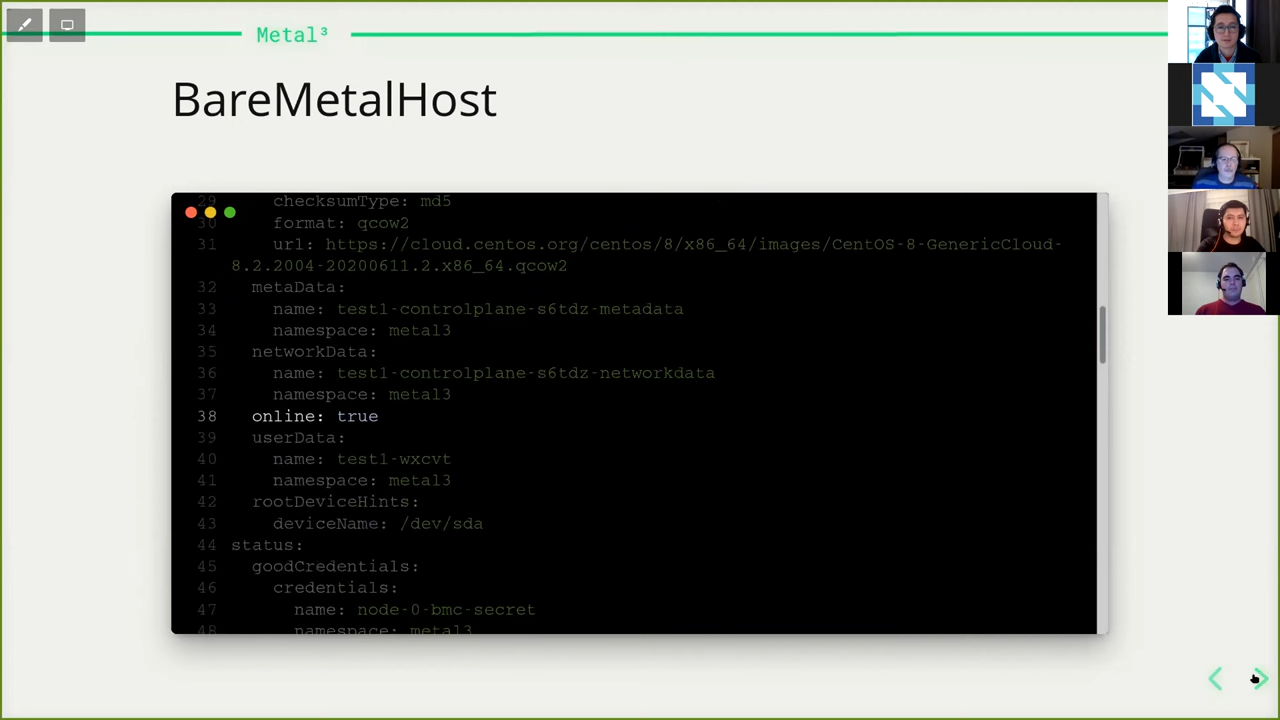 Metal³
BareMetalHost
29 checksumType: md5
30 format: qcow2
31 url: https://cloud.centos.org/centos/8/x86_64/images/CentOS-8-GenericCloud-
8.2.2004-20200611.2.x86_64.qcow2
32 metaData:
33 name: test1-controlplane-s6tdz-metadata
34 namespace: metal3
35 networkData:
36 name: test1-controlplane-s6tdz-networkdata
37 namespace: metal3
38 online: true
39 userData:
40 name: test1-wxcvt
41 namespace: metal3
42 rootDeviceHints:
43 deviceName: /dev/sda
44 status:
45 goodCredentials:
46 credentials:
47 name: node-0-bmc-secret
48 namespace: metal3